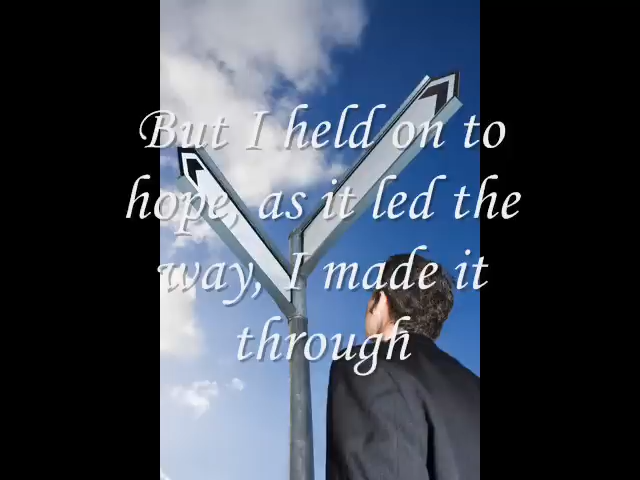 But I held on to
hope, as it led the
way, I made it
through